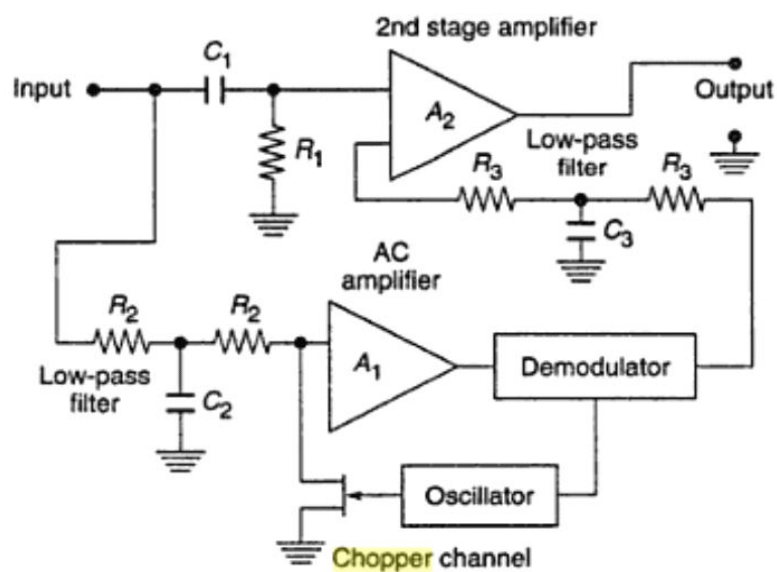 2nd stage amplifier
C₁
Input
A₂
Output
R₁
Low-pass
filter
R₃
R₃
C₃
AC
amplifier
R₂
R₂
A₁
Demodulator
Low-pass
filter
C₂
Oscillator
Chopper channel